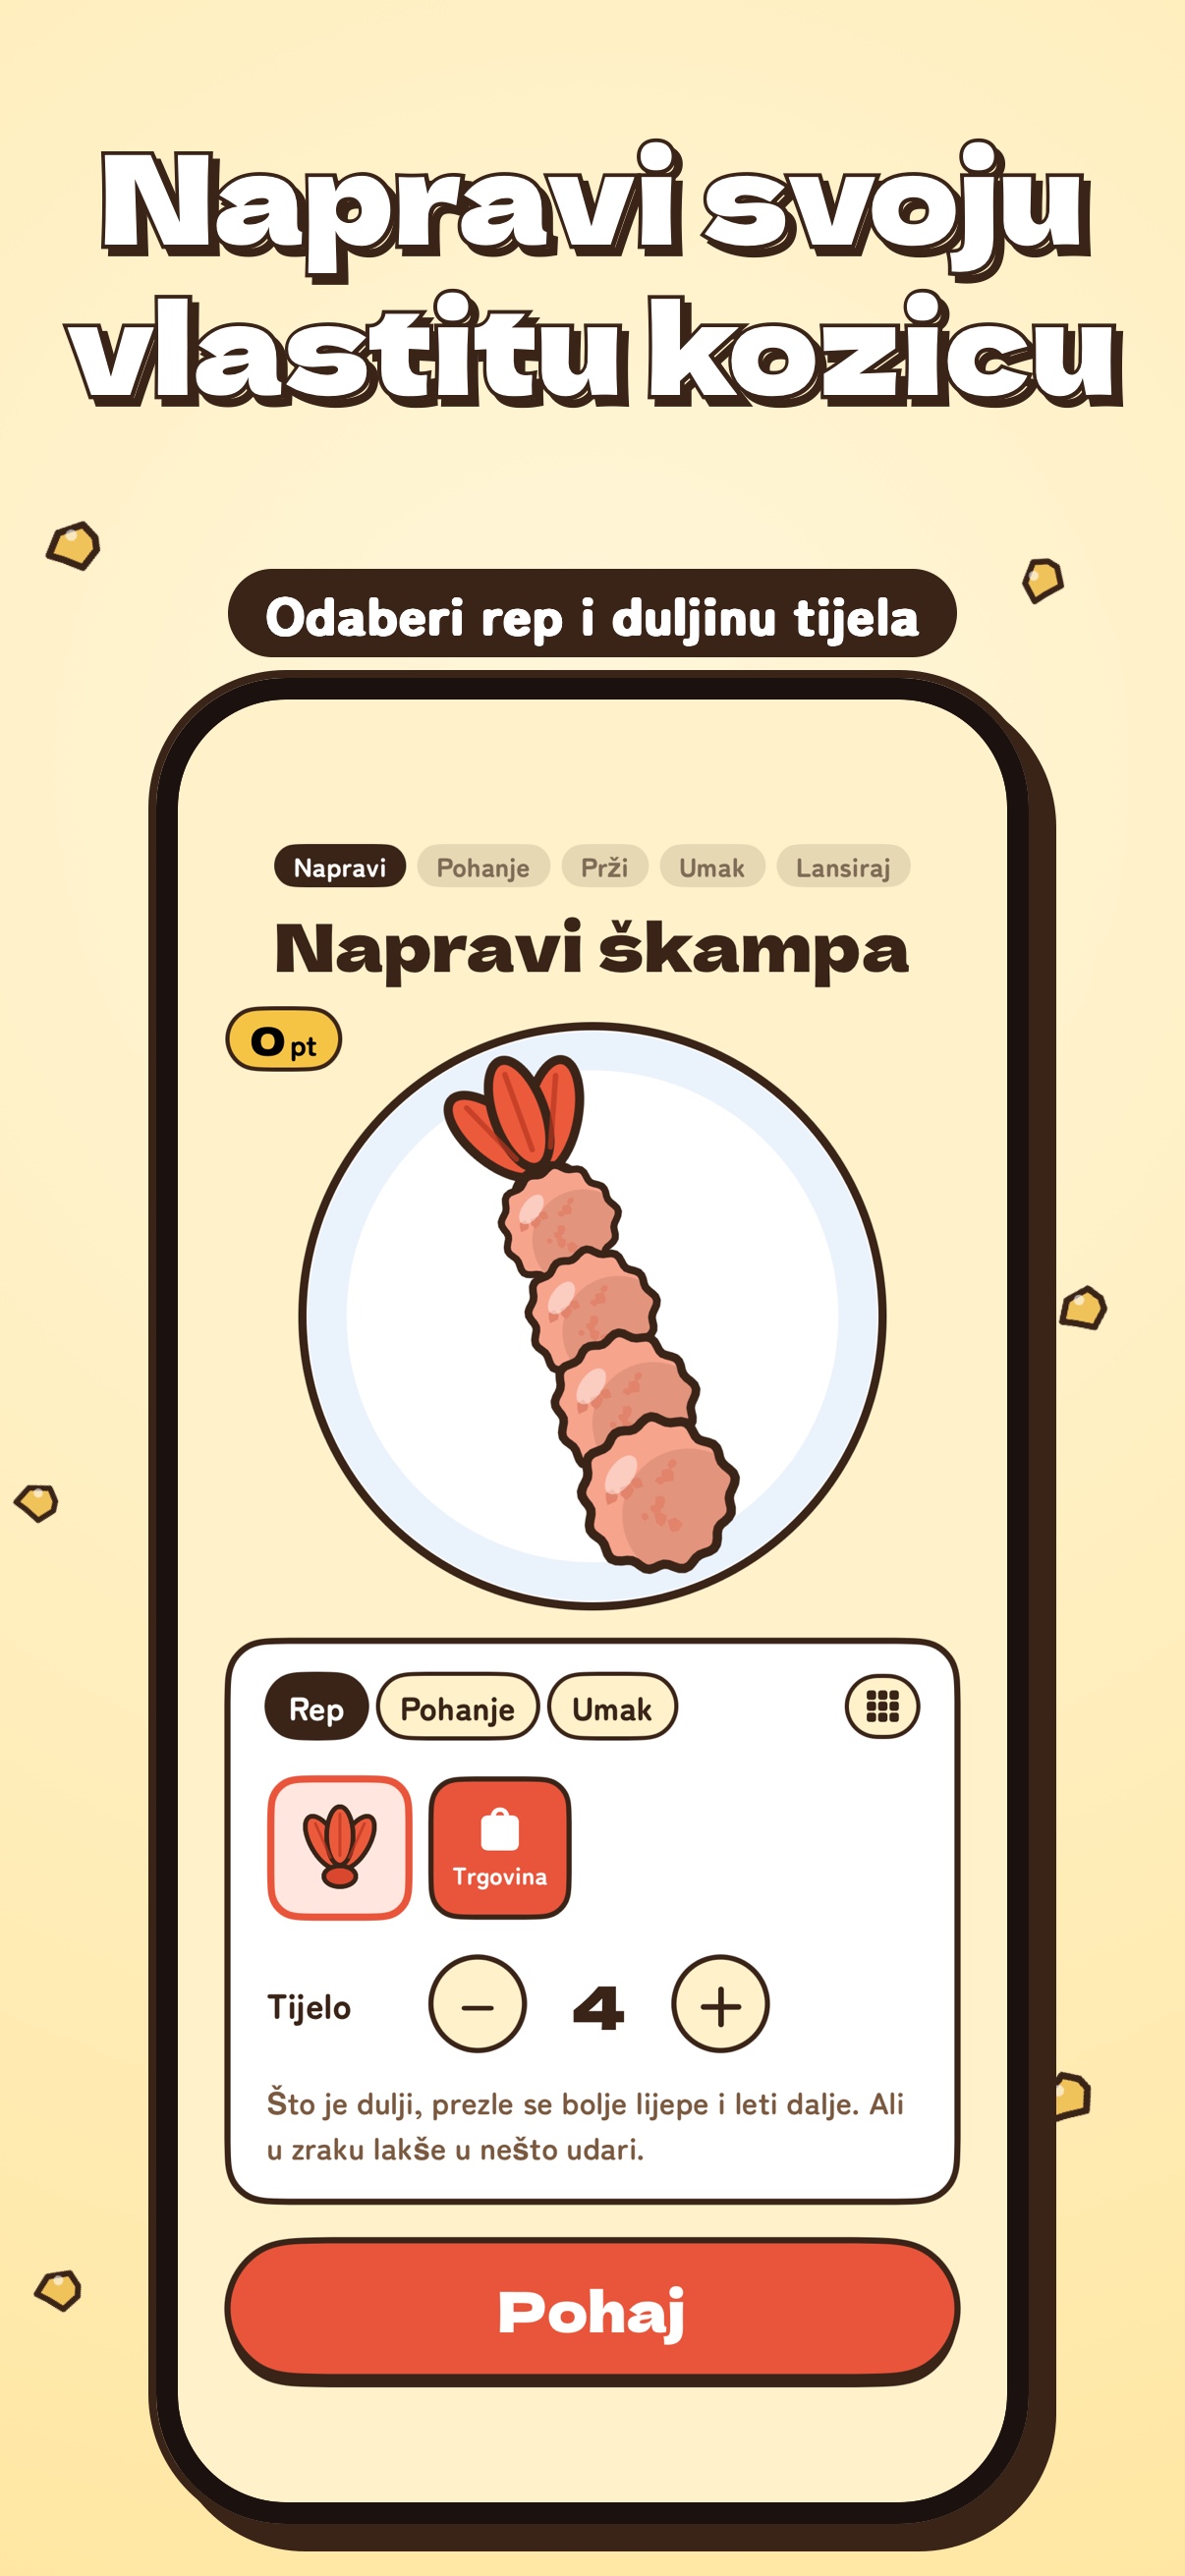 Napravi svoju
vlastitu kozicu
Odaberi rep i duljinu tijela
Napravi Pohanje Prži Umak Lansiraj
Napravi škampa
0 pt
Rep Pohanje Umak
Trgovina
Tijelo − 4 +
Što je dulji, prezle se bolje lijepe i leti dalje. Ali
u zraku lakše u nešto udari.
Pohaj